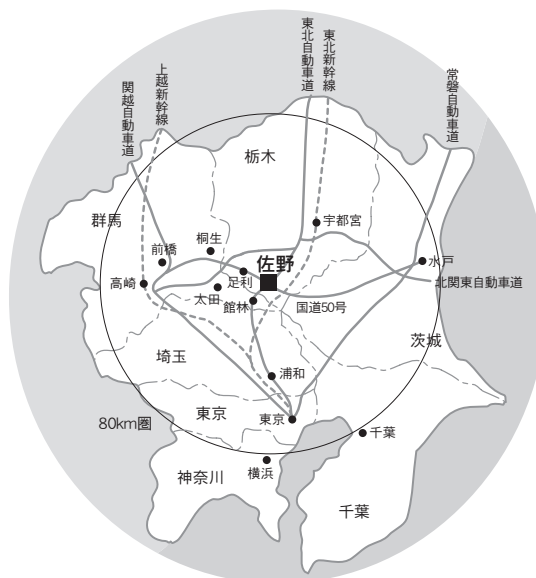 東北自動車道
東北新幹線
常磐自動車道
上越新幹線
関越自動車道
栃木
群馬
宇都宮
桐生
前橋
佐野
水戸
足利
高崎
北関東自動車道
太田
館林
国道50号
茨城
埼玉
浦和
東京
80km圏
東京
千葉
横浜
神奈川
千葉